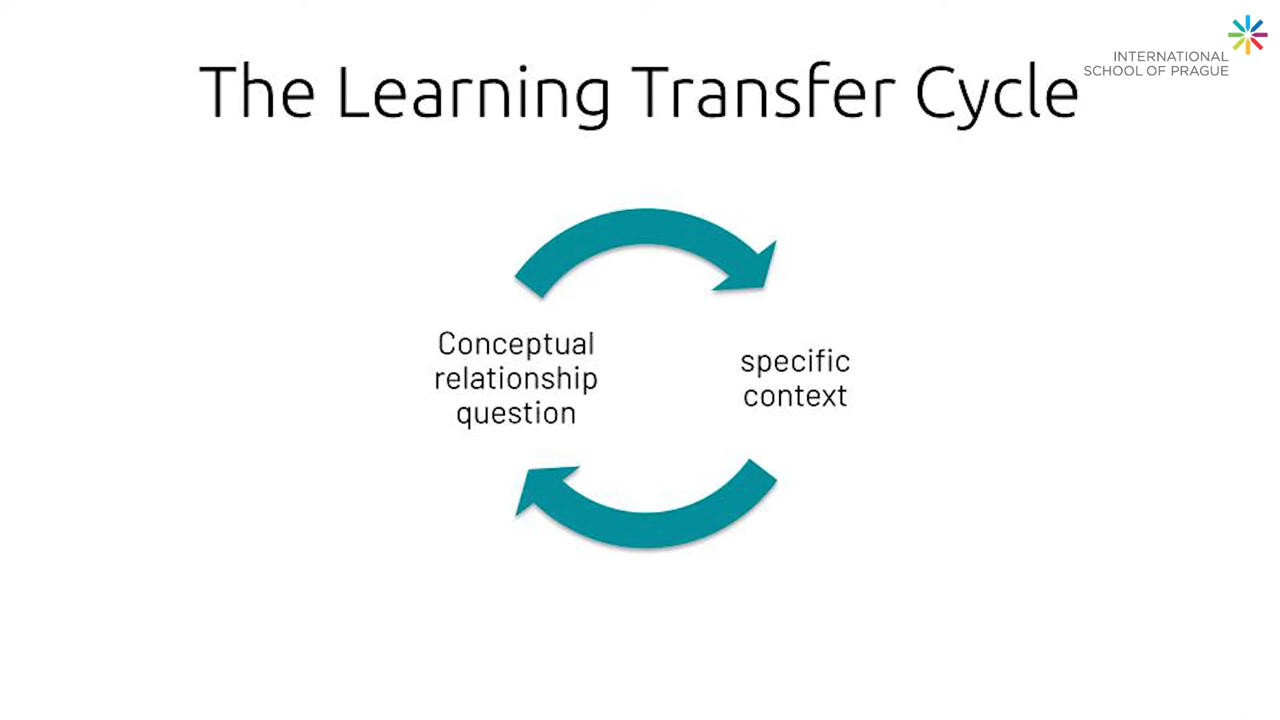 INTERNATIONAL
SCHOOL OF PRAGUE
The Learning Transfer Cycle
Conceptual
relationship
question
specific
context